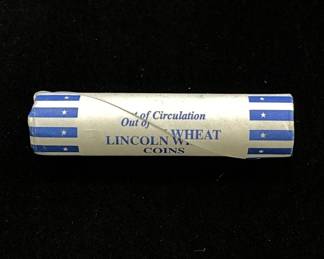 t of Circulation
Out of
WHEAT
LINCOLN W
COINS